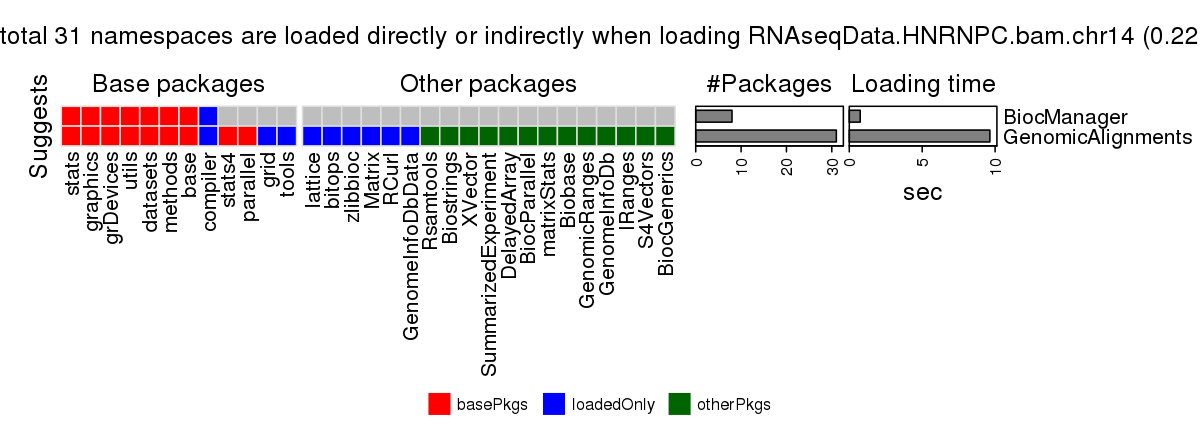 total 31 namespaces are loaded directly or indirectly when loading RNAseqData.HNRNPC.bam.chr14 (0.22
Base packages
Other packages
#Packages
Loading time
Suggests
BiocManager
GenomicAlignments
stats
graphics
grDevices
utils
datasets
methods
base
compiler
stats4
parallel
grid
tools
lattice
bitops
zlibbioc
Matrix
RCurl
GenomeInfoDbData
Rsamtools
Biostrings
XVector
SummarizedExperiment
DelayedArray
BiocParallel
matrixStats
Biobase
GenomicRanges
GenomeInfoDb
IRanges
S4Vectors
BiocGenerics
0 10 20 30
0 5 10
sec
basePkgs loadedOnly otherPkgs